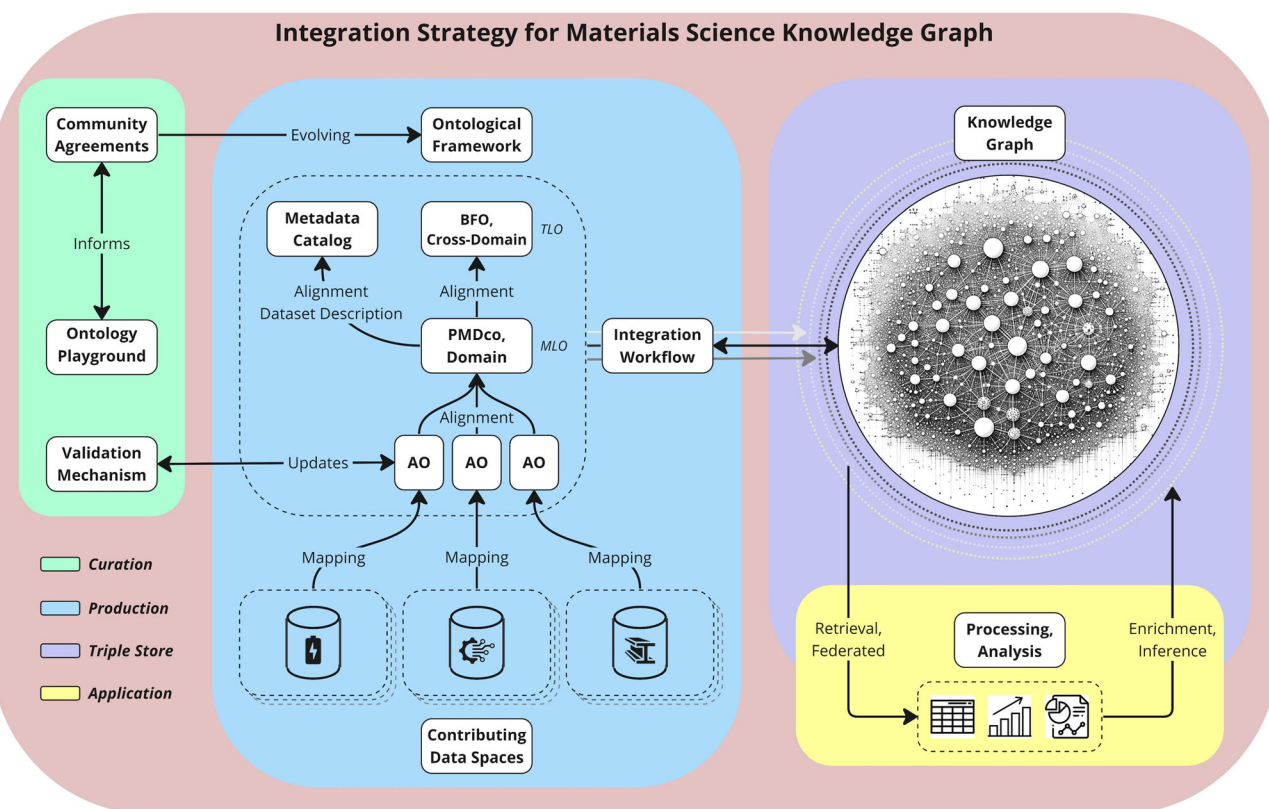 Integration Strategy for Materials Science Knowledge Graph
Community
Agreements
Evolving
Ontological
Framework
Knowledge
Graph
Informs
Metadata
Catalog
BFO,
Cross-Domain
TLO
Alignment
Dataset Description
Alignment
Ontology
Playground
PMDco,
Domain
MLO
Integration
Workflow
Alignment
Validation
Mechanism
Updates
AO
AO
AO
Mapping
Mapping
Mapping
Curation
Production
Triple Store
Application
Contributing
Data Spaces
Retrieval,
Federated
Processing,
Analysis
Enrichment,
Inference